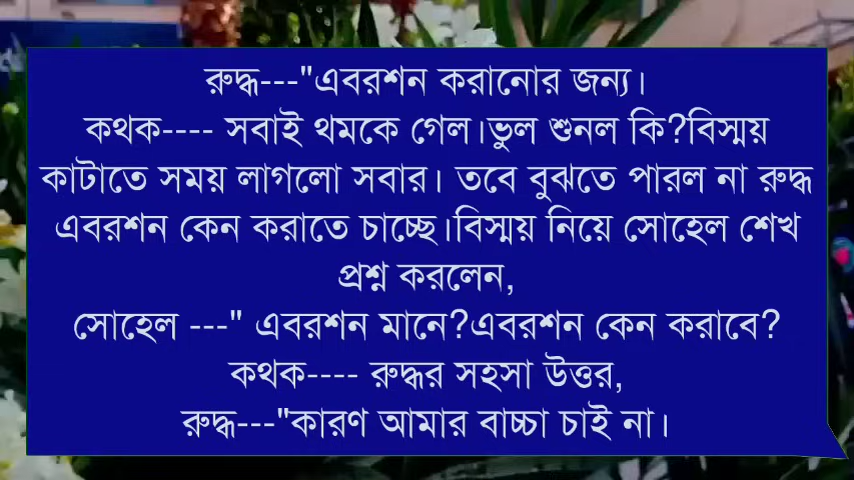 রুদ্ধ---"এবরশন করানোর জন্য।
কথক---- সবাই থমকে গেল।ভুল শুনল কি?বিস্ময়
কাটাতে সময় লাগলো সবার। তবে বুঝতে পারল না রুদ্ধ
এবরশন কেন করাতে চাচ্ছে।বিস্ময় নিয়ে সোহেল শেখ
প্রশ্ন করলেন,
সোহেল ---" এবরশন মানে?এবরশন কেন করাবে?
কথক---- রুদ্ধর সহসা উত্তর,
রুদ্ধ---"কারণ আমার বাচ্চা চাই না।